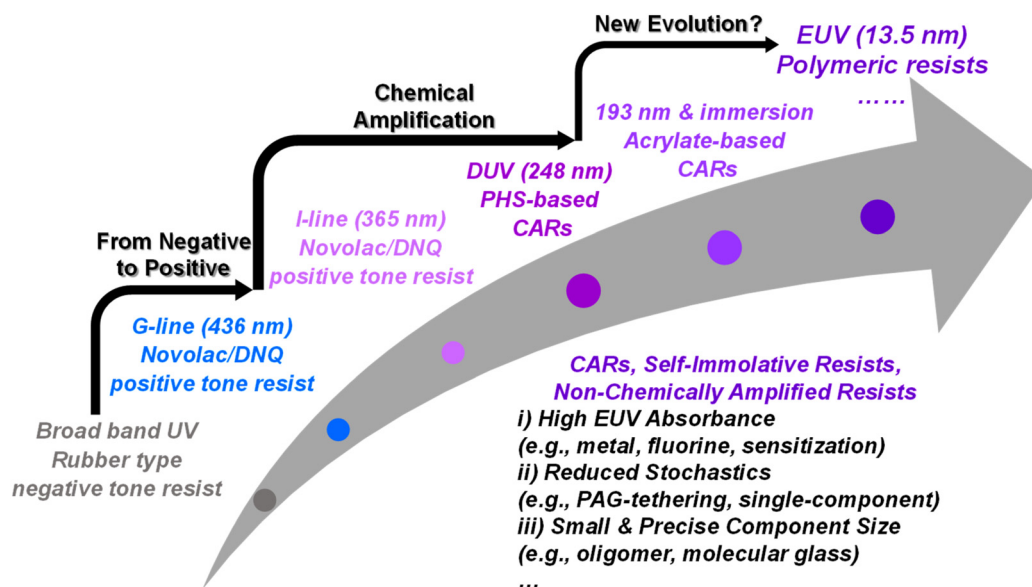 New Evolution?
EUV (13.5 nm)
Polymeric resists
... ...
Chemical
Amplification
193 nm & immersion
Acrylate-based
CARs
DUV (248 nm)
PHS-based
CARs
From Negative
to Positive
I-line (365 nm)
Novolac/DNQ
positive tone resist
G-line (436 nm)
Novolac/DNQ
positive tone resist
Broad band UV
Rubber type
negative tone resist
CARs, Self-Immolative Resists,
Non-Chemically Amplified Resists
i) High EUV Absorbance
(e.g., metal, fluorine, sensitization)
ii) Reduced Stochastics
(e.g., PAG-tethering, single-component)
iii) Small & Precise Component Size
(e.g., oligomer, molecular glass)
...